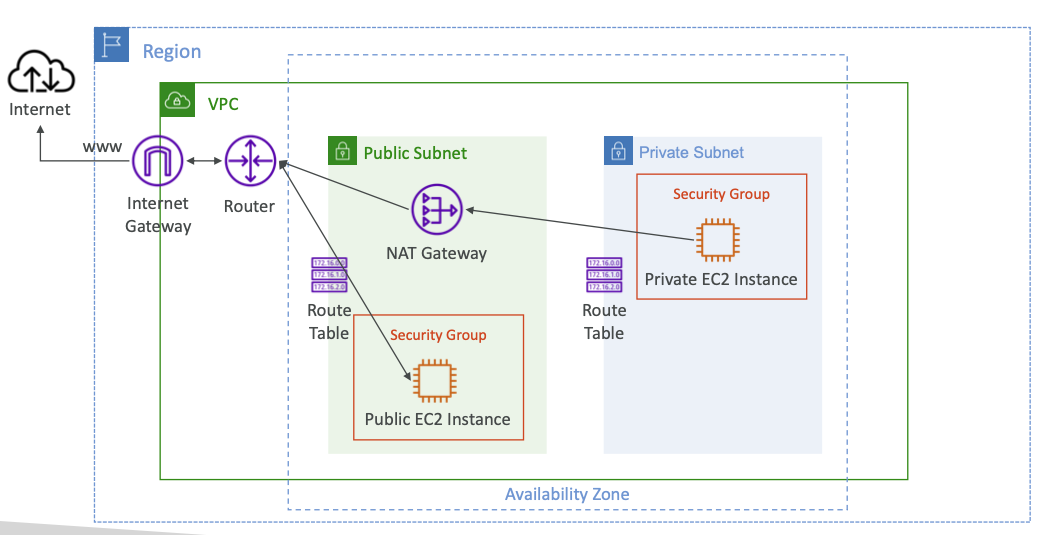 Region
Internet
VPC
www
Internet
Gateway
Router
Public Subnet
NAT Gateway
172.16.0.0
172.16.1.0
172.16.2.0
Route
Table
Security Group
Public EC2 Instance
Private Subnet
Security Group
Private EC2 Instance
172.16.0.0
172.16.1.0
172.16.2.0
Route
Table
Availability Zone